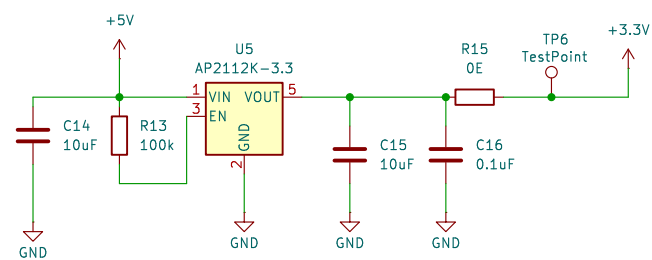 +5V
U5
AP2112K-3.3
R15
0E
TP6
TestPoint
+3.3V
1
VIN
VOUT
5
3
EN
GND
2
C14
10uF
R13
100k
C15
10uF
C16
0.1uF
GND
GND
GND
GND